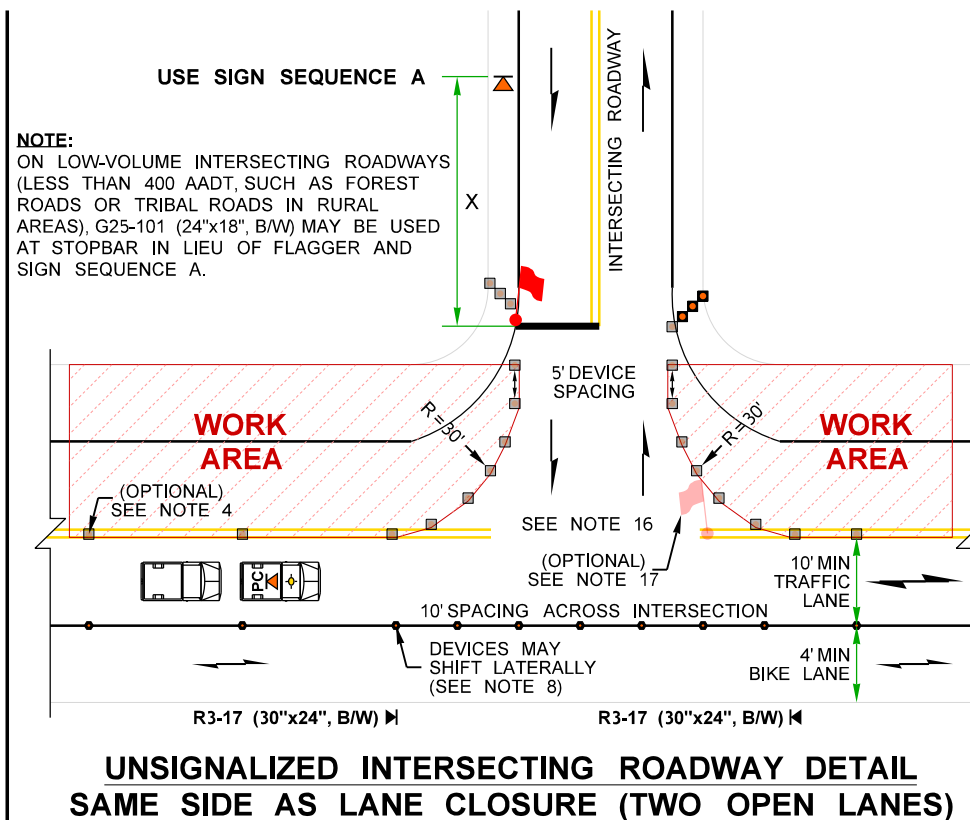 USE SIGN SEQUENCE A
NOTE:
ON LOW-VOLUME INTERSECTING ROADWAYS
(LESS THAN 400 AADT, SUCH AS FOREST
ROADS OR TRIBAL ROADS IN RURAL
AREAS), G25-101 (24"x18", B/W) MAY BE USED
AT STOPBAR IN LIEU OF FLAGGER AND
SIGN SEQUENCE A.
X
INTERSECTING ROADWAY
5' DEVICE
SPACING
WORK
AREA
R=30'
R=30'
WORK
AREA
(OPTIONAL)
SEE NOTE 4
SEE NOTE 16
(OPTIONAL)
SEE NOTE 17
10' MIN
TRAFFIC
LANE
PC
10' SPACING ACROSS INTERSECTION
DEVICES MAY
SHIFT LATERALLY
(SEE NOTE 8)
4' MIN
BIKE LANE
R3-17 (30"x24", B/W)
R3-17 (30"x24", B/W)
UNSIGNALIZED INTERSECTING ROADWAY DETAIL
SAME SIDE AS LANE CLOSURE (TWO OPEN LANES)